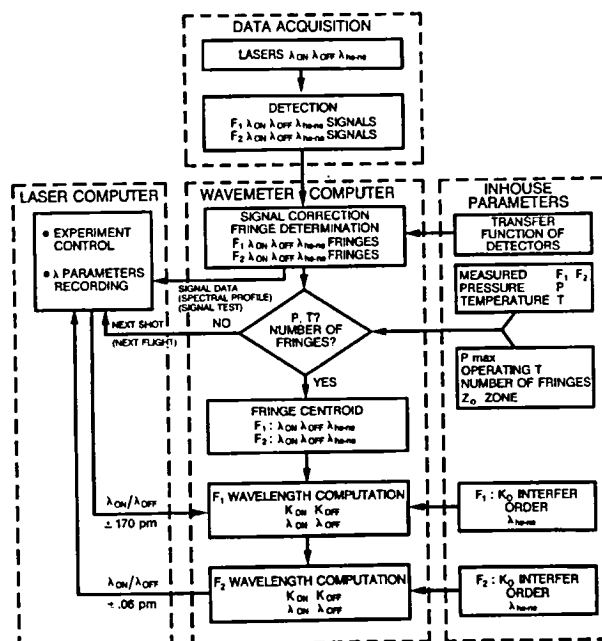 DATA ACQUISITION
LASERS λON λOFF λhe-ne
DETECTION
F1 λON λOFF λhe-ne SIGNALS
F2 λON λOFF λhe-ne SIGNALS
LASER COMPUTER
• EXPERIMENT
CONTROL
• λ PARAMETERS
RECORDING
WAVEMETER COMPUTER
SIGNAL CORRECTION
FRINGE DETERMINATION
F1 λON λOFF λhe-ne FRINGES
F2 λON λOFF λhe-ne FRINGES
INHOUSE
PARAMETERS
TRANSFER
FUNCTION OF
DETECTORS
SIGNAL DATA
(SPECTRAL PROFILE)
(SIGNAL TEST)
MEASURED F1 F2
PRESSURE P
TEMPERATURE T
NEXT SHOT
(NEXT FLIGHT)
NO
P, T?
NUMBER OF
FRINGES?
YES
P max
OPERATING T
NUMBER OF FRINGES
Zo ZONE
FRINGE CENTROID
F1 : λON λOFF λhe-ne
F2 : λON λOFF λhe-ne
λON/λOFF
± 170 pm
F1 WAVELENGTH COMPUTATION
KON KOFF
λON λOFF
F1 : KO INTERFER
ORDER
λhe-ne
λON/λOFF
± .06 pm
F2 WAVELENGTH COMPUTATION
KON KOFF
λON λOFF
F2 : KO INTERFER
ORDER
λhe-ne